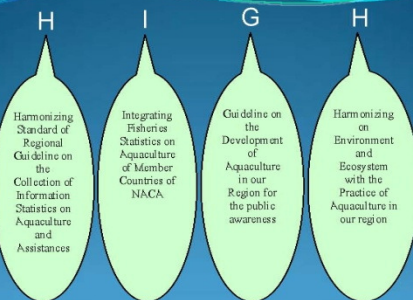 H I G H
Harmonizing
Standard of
Regional
Guideline on
the
Collection of
Information
Statistics on
Aquaculture
and
Assistances
Integrating
Fisheries
Statistics on
Aquaculture
of Member
Countries of
NACA
Guideline on
the
Development
of
Aquaculture
in our
Region for
the public
awareness
Harmonizing
on
Environment
and
Ecosystem
with the
Practice of
Aquaculture in
our region